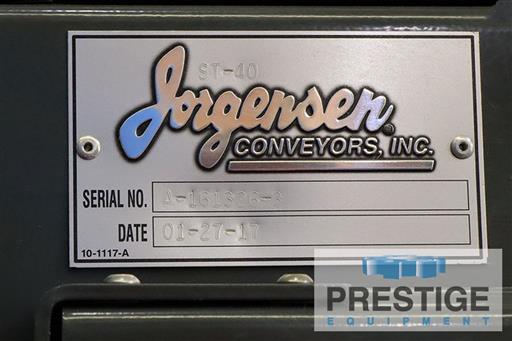 ST-40
Jorgensen®
CONVEYORS, INC.
SERIAL NO.
DATE 01-27-17
10-1117-A
PRESTIGE
EQUIPMENT